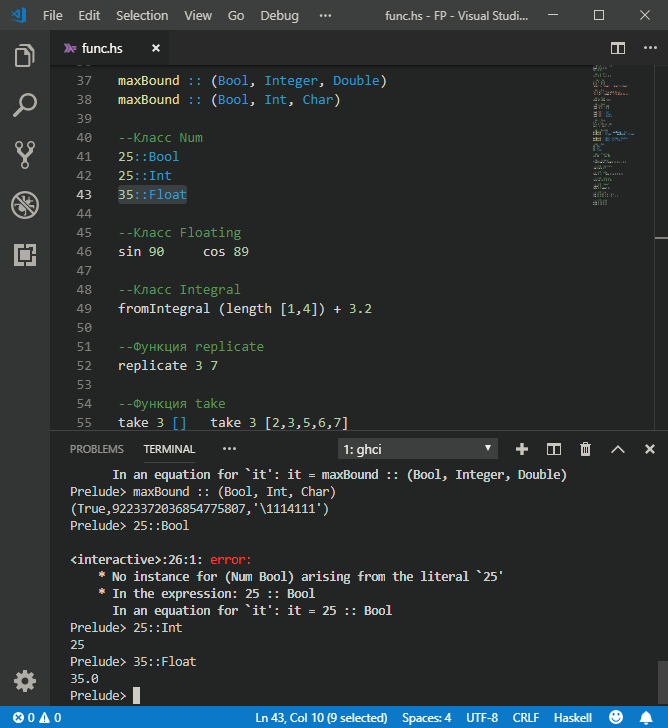 File Edit Selection View Go Debug ··· func.hs - FP - Visual Studi...
func.hs
37 maxBound :: (Bool, Integer, Double)
38 maxBound :: (Bool, Int, Char)
39
40 --Класс Num
41 25::Bool
42 25::Int
43 35::Float
44
45 --Класс Floating
46 sin 90     cos 89
47
48 --Класс Integral
49 fromIntegral (length [1,4]) + 3.2
50
51 --Функция replicate
52 replicate 3 7
53
54 --Функция take
55 take 3 []   take 3 [2,3,5,6,7]
PROBLEMS TERMINAL ··· 1: ghci
In an equation for `it': it = maxBound :: (Bool, Integer, Double)
Prelude> maxBound :: (Bool, Int, Char)
(True,9223372036854775807,'\1114111')
Prelude> 25::Bool
<interactive>:26:1: error:
* No instance for (Num Bool) arising from the literal `25'
* In the expression: 25 :: Bool
In an equation for `it': it = 25 :: Bool
Prelude> 25::Int
25
Prelude> 35::Float
35.0
Prelude>
0 0 Ln 43, Col 10 (9 selected) Spaces: 4 UTF-8 CRLF Haskell